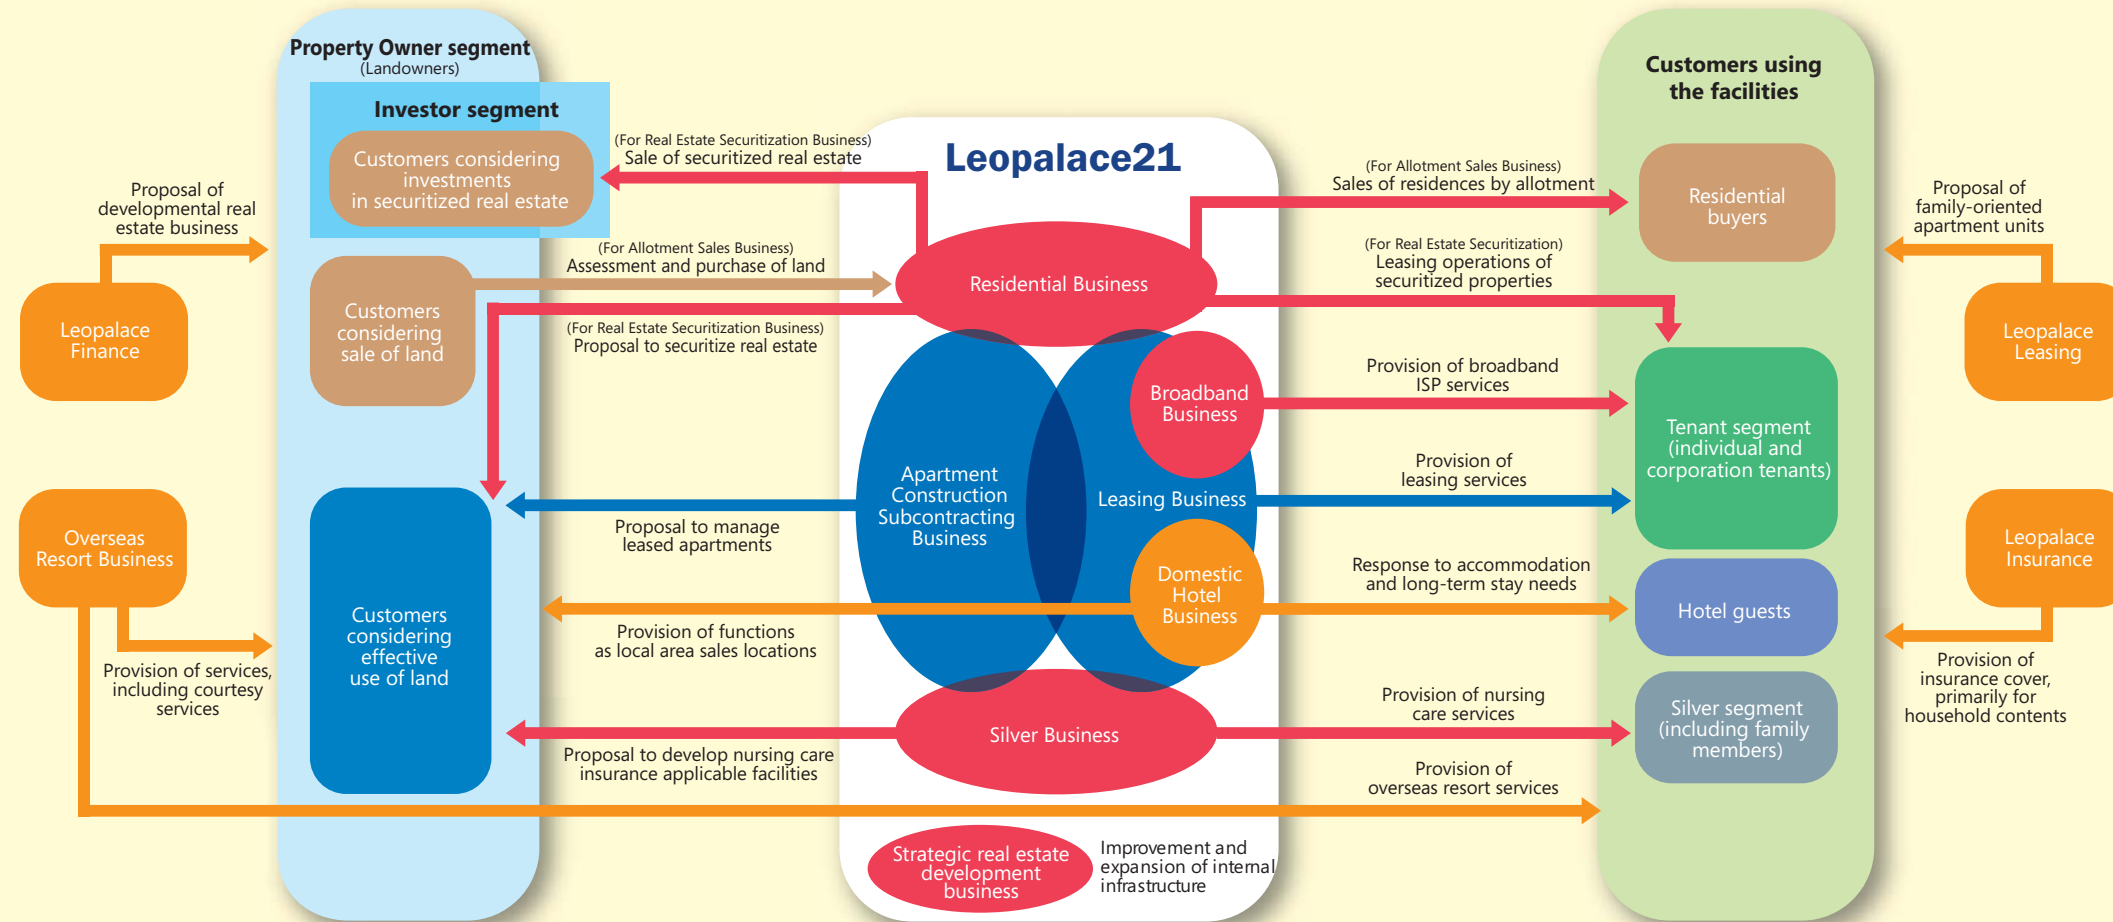 Property Owner segment
(Landowners)
Investor segment
Customers considering
investments
in securitized real estate
Customers
considering
sale of land
Customers
considering
effective
use of land
Proposal of
developmental real
estate business
Leopalace
Finance
Overseas
Resort Business
Provision of services,
including courtesy
services
(For Real Estate Securitization Business)
Sale of securitized real estate
(For Allotment Sales Business)
Assessment and purchase of land
(For Real Estate Securitization Business)
Proposal to securitize real estate
Proposal to manage
leased apartments
Provision of functions
as local area sales locations
Proposal to develop nursing care
insurance applicable facilities
Leopalace21
Residential Business
Broadband
Business
Apartment
Construction
Subcontracting
Business
Leasing Business
Domestic
Hotel
Business
Silver Business
Strategic real estate
development
business
Improvement and
expansion of internal
infrastructure
(For Allotment Sales Business)
Sales of residences by allotment
(For Real Estate Securitization)
Leasing operations of
securitized properties
Provision of broadband
ISP services
Provision of
leasing services
Response to accommodation
and long-term stay needs
Provision of nursing
care services
Provision of
overseas resort services
Customers using
the facilities
Residential
buyers
Tenant segment
(individual and
corporation tenants)
Hotel guests
Silver segment
(including family
members)
Proposal of
family-oriented
apartment units
Leopalace
Leasing
Leopalace
Insurance
Provision of
insurance cover,
primarily for
household contents